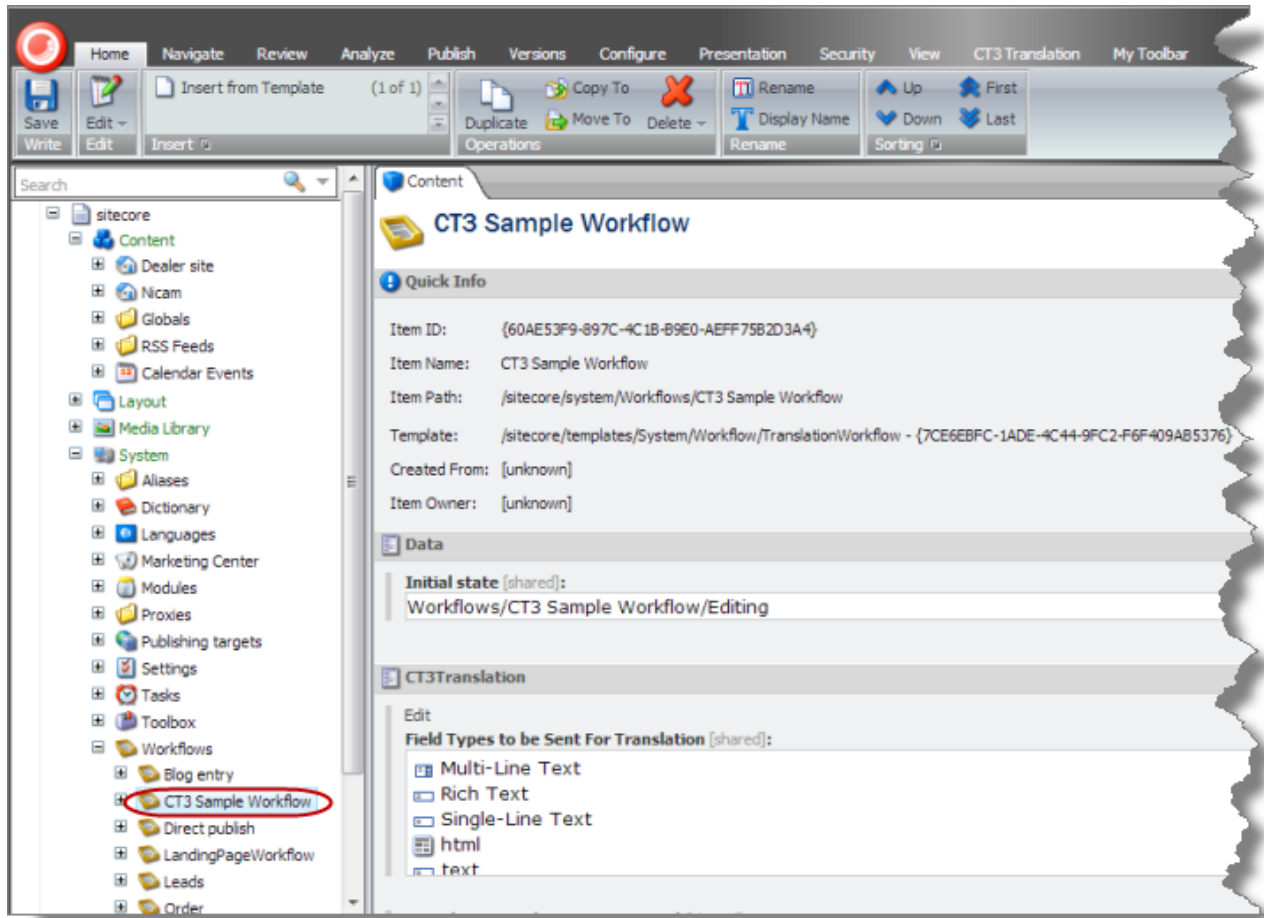 Home Navigate Review Analyze Publish Versions Configure Presentation Security View CT3 Translation My Toolbar
Save
Write
Edit
Edit
Insert from Template (1 of 1)
Insert
Duplicate
Copy To
Move To
Delete
Operations
Rename
Display Name
Rename
Up
Down
First
Last
Sorting
Search
sitecore
Content
Dealer site
Nicam
Globals
RSS Feeds
Calendar Events
Layout
Media Library
System
Aliases
Dictionary
Languages
Marketing Center
Modules
Proxies
Publishing targets
Settings
Tasks
Toolbox
Workflows
Blog entry
CT3 Sample Workflow
Direct publish
LandingPageWorkflow
Leads
Order
Content
CT3 Sample Workflow
Quick Info
Item ID: {60AE53F9-897C-4C1B-B9E0-AEFF75B2D3A4}
Item Name: CT3 Sample Workflow
Item Path: /sitecore/system/Workflows/CT3 Sample Workflow
Template: /sitecore/templates/System/Workflow/TranslationWorkflow - {7CE6EBFC-1ADE-4C44-9FC2-F6F409AB5376}
Created From: [unknown]
Item Owner: [unknown]
Data
Initial state [shared]:
Workflows/CT3 Sample Workflow/Editing
CT3Translation
Edit
Field Types to be Sent For Translation [shared]:
Multi-Line Text
Rich Text
Single-Line Text
html
text